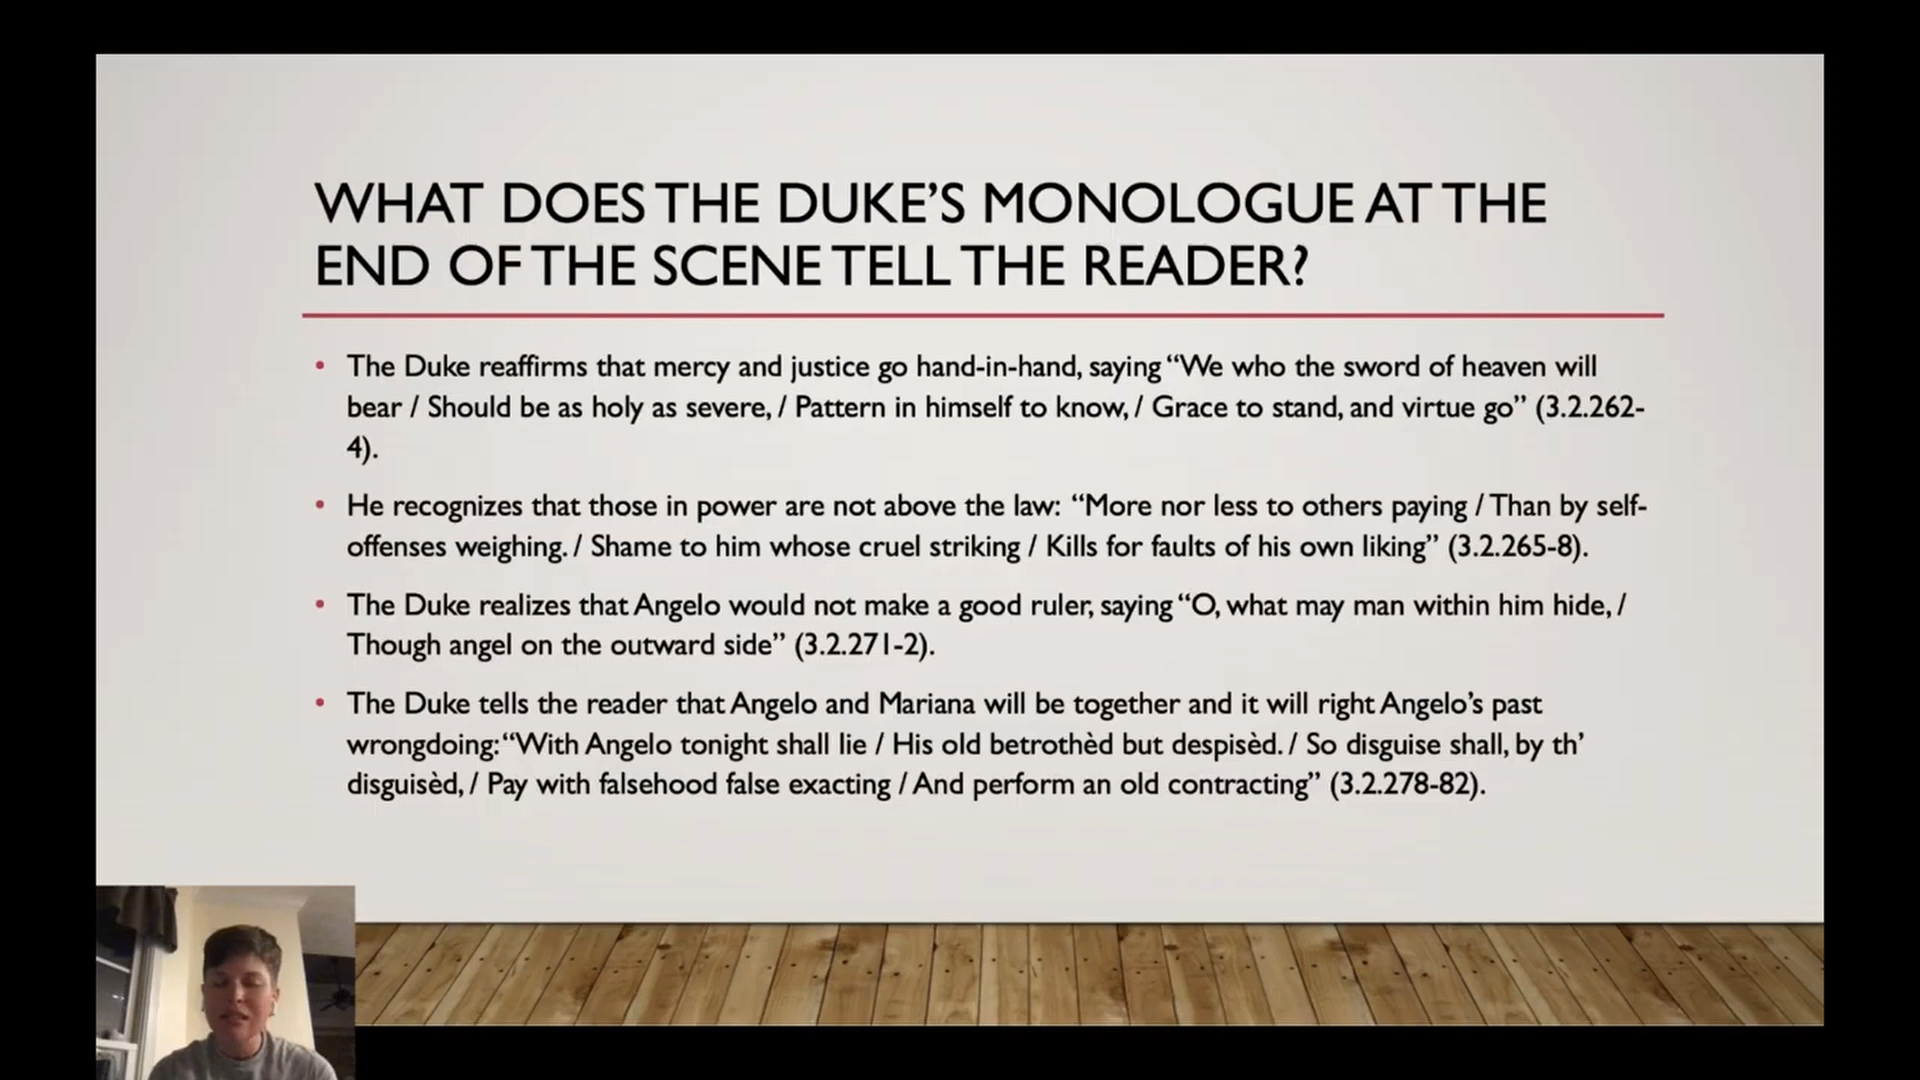 WHAT DOES THE DUKE’S MONOLOGUE AT THE
END OF THE SCENE TELL THE READER?
• The Duke reaffirms that mercy and justice go hand-in-hand, saying “We who the sword of heaven will
bear / Should be as holy as severe, / Pattern in himself to know, / Grace to stand, and virtue go” (3.2.262-
4).
• He recognizes that those in power are not above the law: “More nor less to others paying / Than by self-
offenses weighing. / Shame to him whose cruel striking / Kills for faults of his own liking” (3.2.265-8).
• The Duke realizes that Angelo would not make a good ruler, saying “O, what may man within him hide, /
Though angel on the outward side” (3.2.271-2).
• The Duke tells the reader that Angelo and Mariana will be together and it will right Angelo’s past
wrongdoing: “With Angelo tonight shall lie / His old betrothèd but despisèd. / So disguise shall, by th’
disguisèd, / Pay with falsehood false exacting / And perform an old contracting” (3.2.278-82).